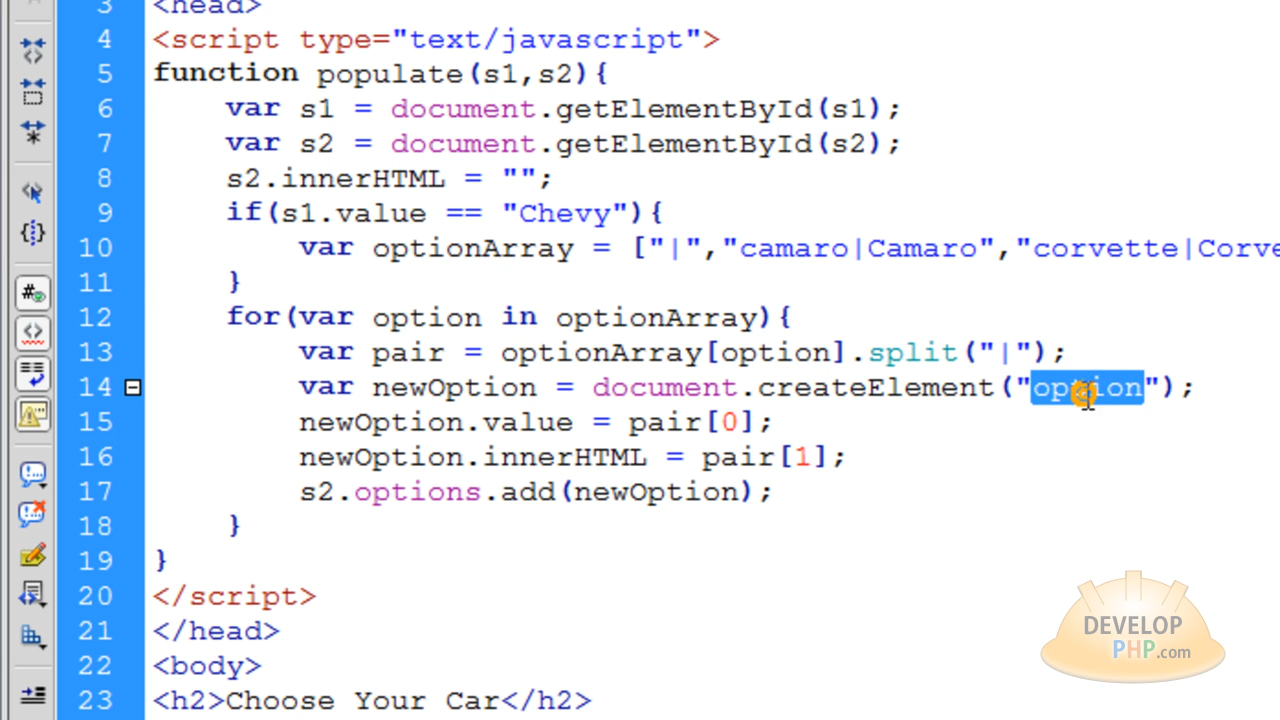 3 <head>
4 <script type="text/javascript">
5 function populate(s1,s2){
6 var s1 = document.getElementById(s1);
7 var s2 = document.getElementById(s2);
8 s2.innerHTML = "";
9 if(s1.value == "Chevy"){
10 var optionArray = ["|","camaro|Camaro","corvette|Corve
11 }
12 for(var option in optionArray){
13 var pair = optionArray[option].split("|");
14 var newOption = document.createElement("option");
15 newOption.value = pair[0];
16 newOption.innerHTML = pair[1];
17 s2.options.add(newOption);
18 }
19 }
20 </script>
21 </head>
22 <body>
23 <h2>Choose Your Car</h2>
DEVELOP
PHP.com